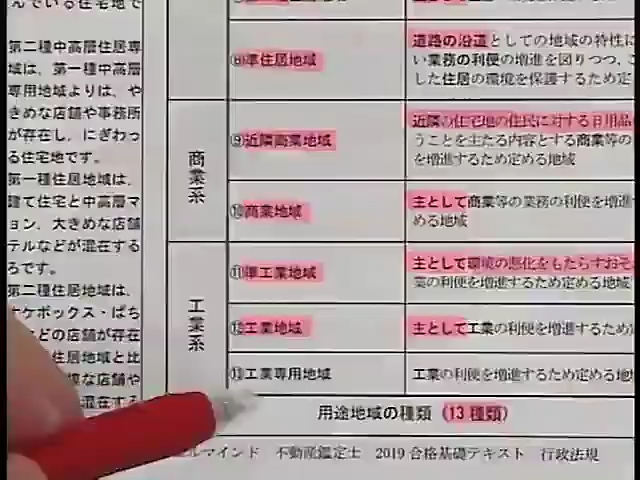 んでいる住宅地で
第二種中高層住居専
域は、第一種中高層
専用地域よりは、や
きめな店舗や事務所
が存在し、にぎわっ
る住宅地です。
第一種住居地域は、
建て住宅と中高層マ
ョン、大きめな店舗
テルなどが混在する
ろです。
第二種住居地域は、
オケボックス・ぱち
どの店舗が存在
住居地域と比
模な店舗や
混在する
⑧準住居地域
道路の沿道としての地域の特性に
い業務の利便の増進を図りつつ、こ
した住居の環境を保護するため定
商業系
⑨近隣商業地域
近隣の住宅地の住民に対する日用品
うことを主たる内容とする商業等の
を増進するため定める地域
⑩商業地域
主として商業等の業務の利便を増進
める地域
工業系
⑪準工業地域
主として環境の悪化をもたらすおそ
業の利便を増進するため定める地域
⑫工業地域
主として工業の利便を増進するため
⑬工業専用地域
工業の利便を増進するため定める地
用途地域の種類(13種類)
ルマインド 不動産鑑定士 2019合格基礎テキスト 行政法規